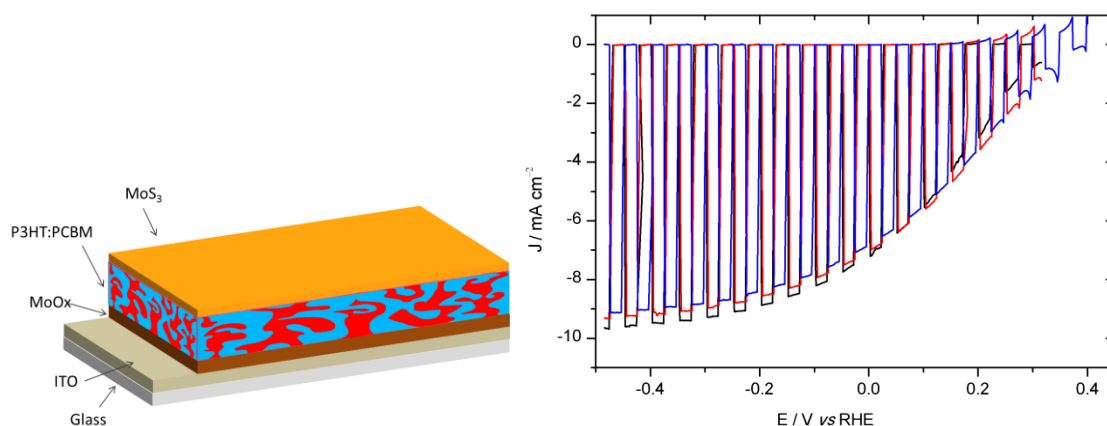 MoS₃
P3HT:PCBM
MoOx
ITO
Glass
J / mA cm⁻²
0
-2
-4
-6
-8
-10
-0.4
-0.2
0.0
0.2
0.4
E / V vs RHE